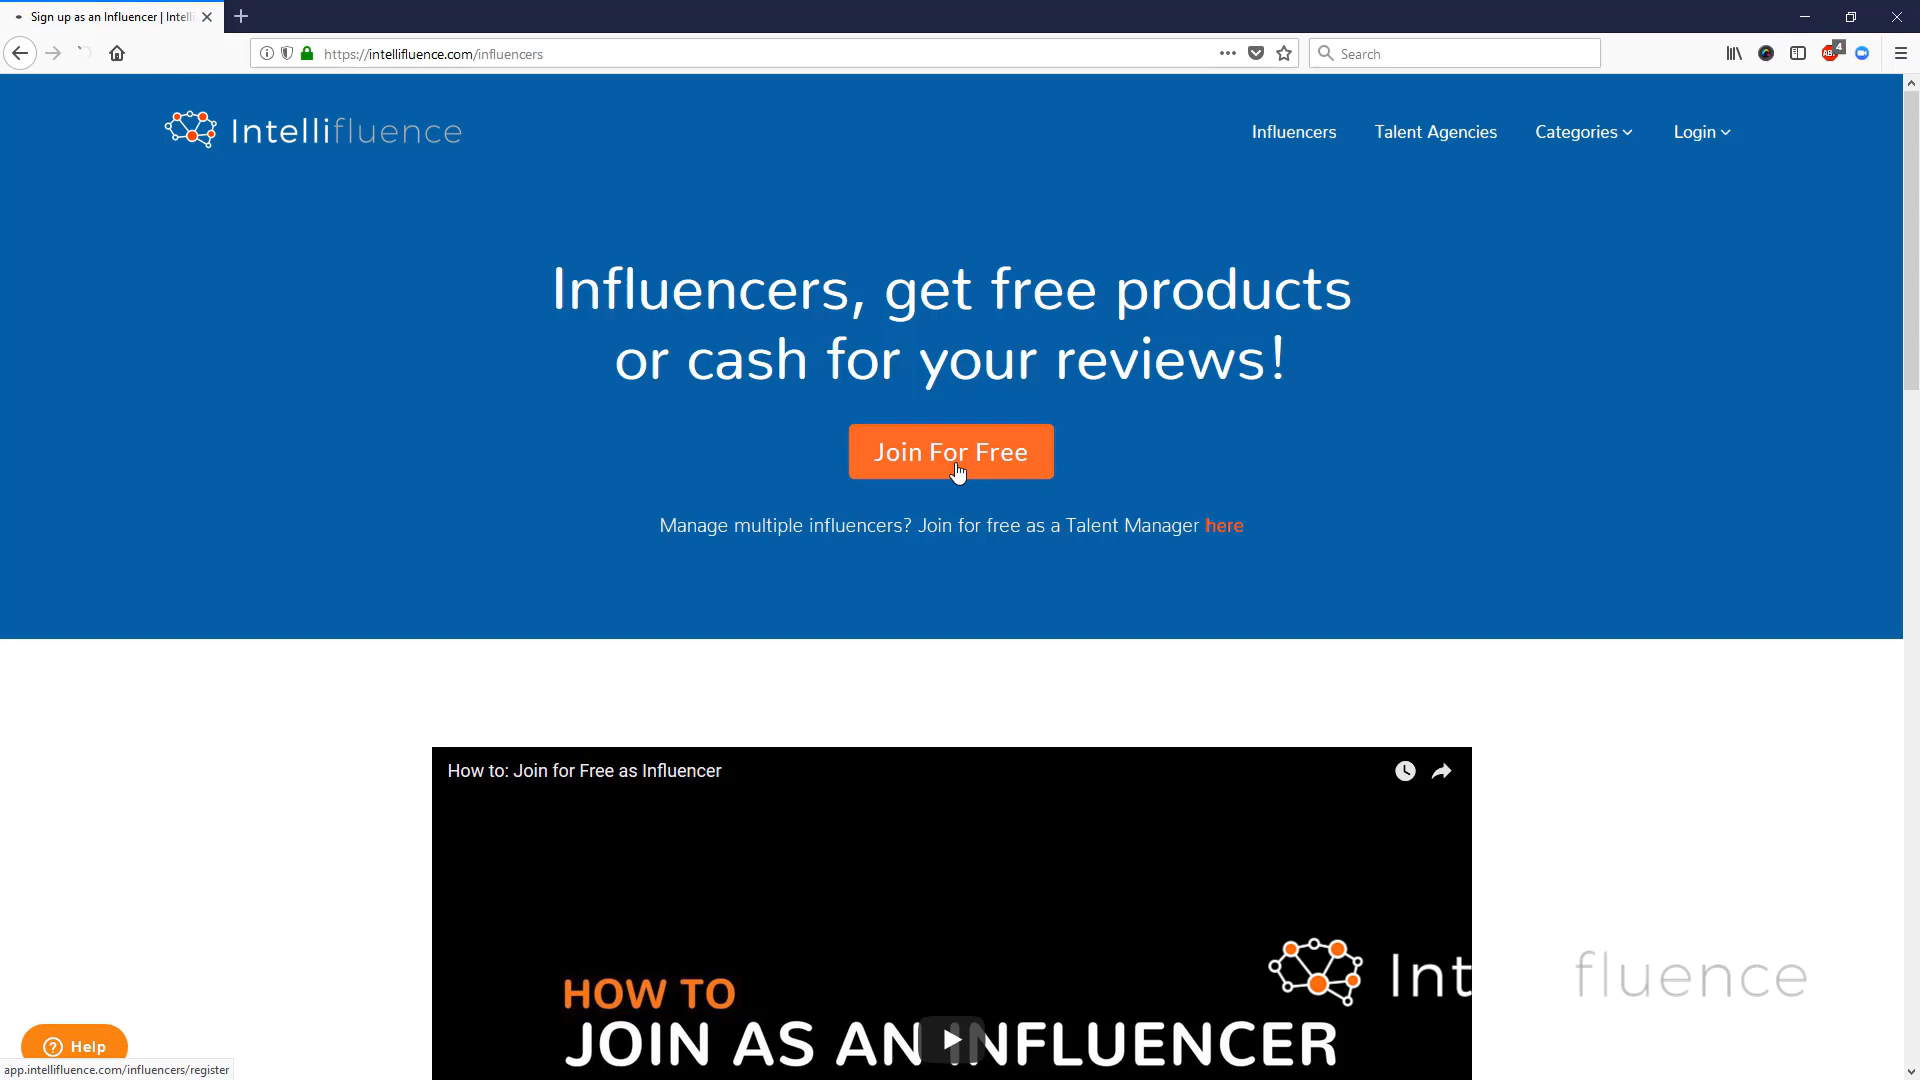 Sign up as an Influencer | Intelli
https://intellifluence.com/influencers
Search
4
Intellifluence
Influencers
Talent Agencies
Categories
Login
Influencers, get free products
or cash for your reviews!
Join For Free
Manage multiple influencers? Join for free as a Talent Manager here
How to: Join for Free as Influencer
Int fluence
HOW TO
JOIN AS AN INFLUENCER
Help
app.intellifluence.com/influencers/register